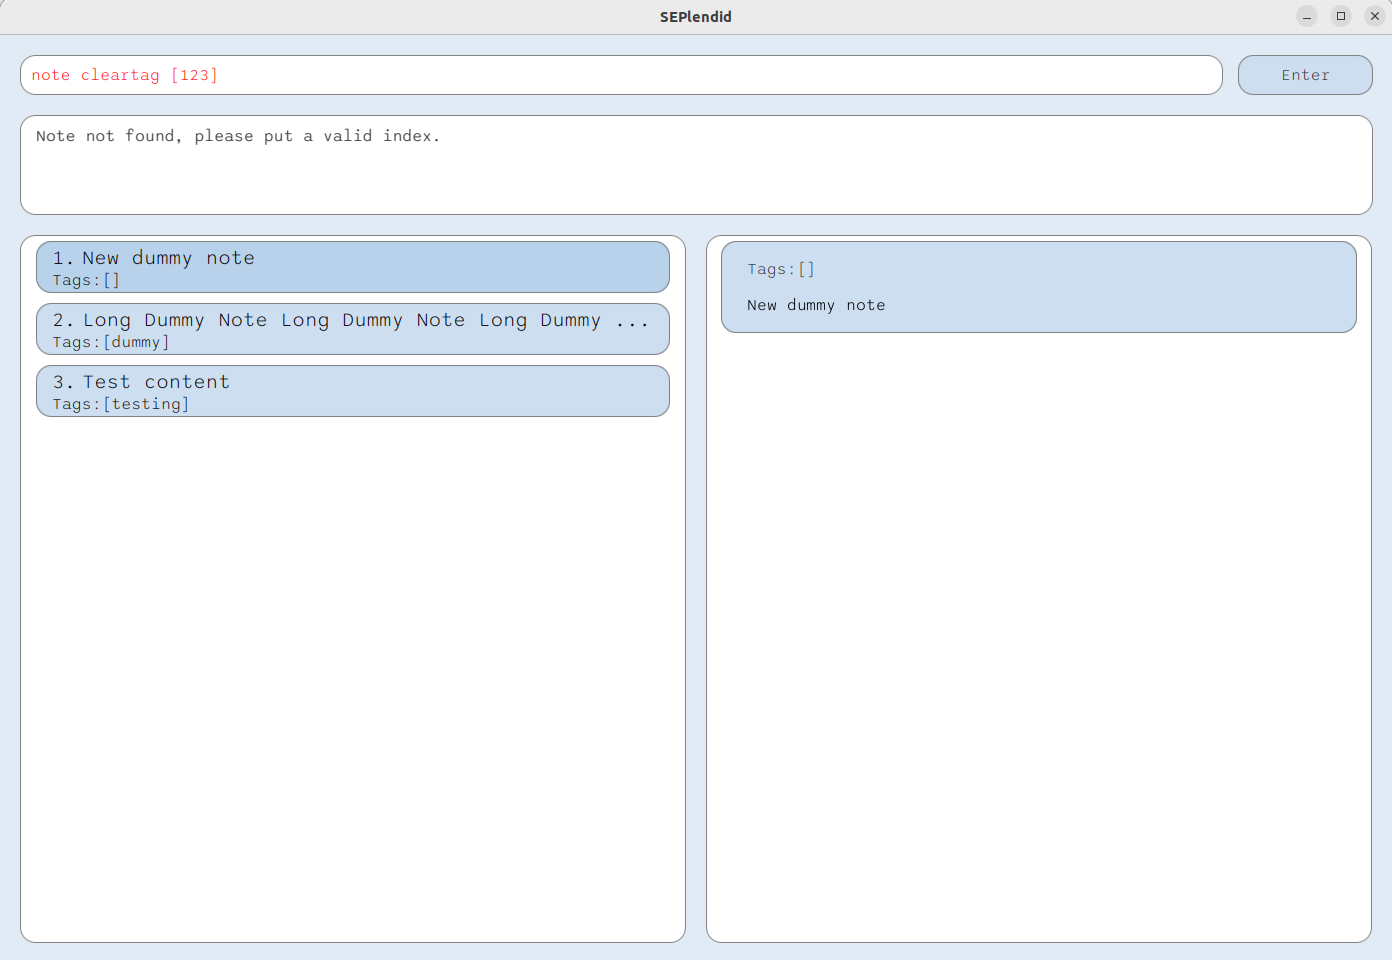 SEPlendid
note cleartag [123]
Enter
Note not found, please put a valid index.
1. New dummy note
Tags:[]
2. Long Dummy Note Long Dummy Note Long Dummy ...
Tags:[dummy]
3. Test content
Tags:[testing]
Tags:[]
New dummy note